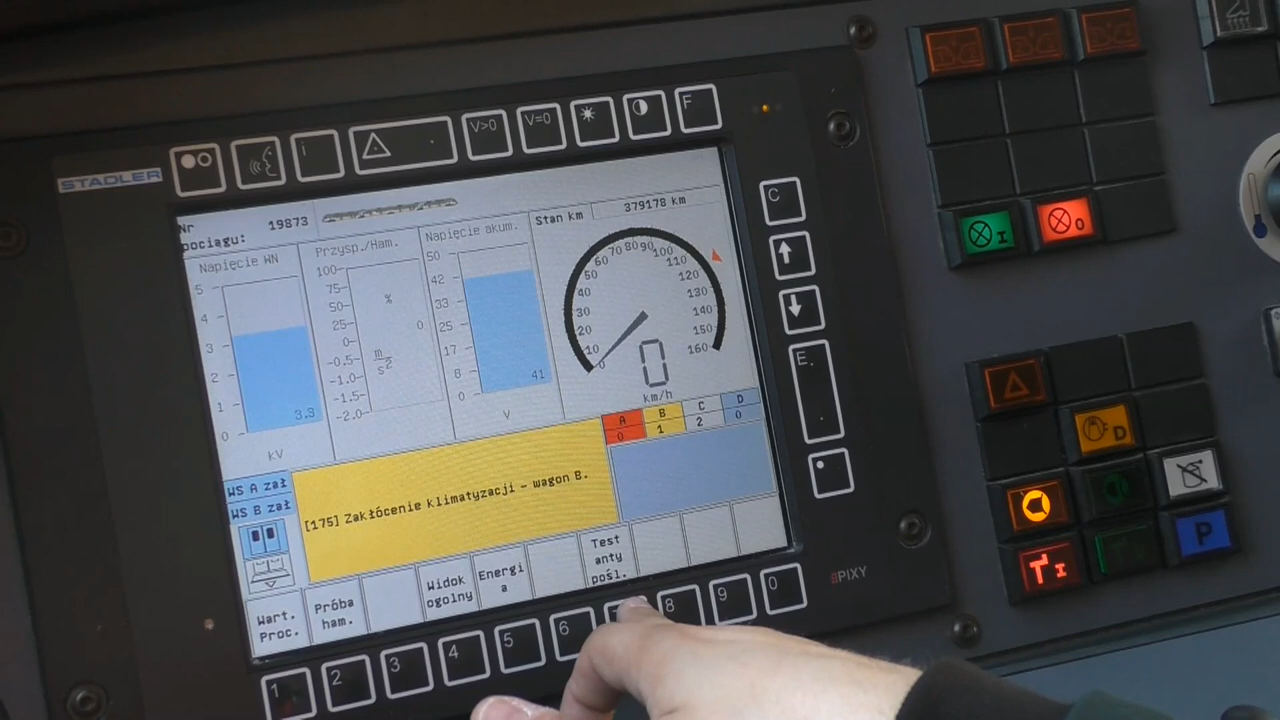 STADLER
i
V>0
V=0
F
Nr
pociągu:
19873
Stan km
379178 km
Napięcie WN
Przysp./Ham.
Napięcie akum.
5
4
3
2
1
0
3.3
kV
100
75
50
25
0
-0.5
-1.0
-1.5
-2.0
%
0
m
s2
50
42
33
25
17
8
0
41
V
0
10
20
30
40
50
60
70
80
90
100
110
120
130
140
150
160
0
km/h
A
B
C
D
0
1
2
0
WS A zał
WS B zał
[175] Zakłócenie klimatyzacji - wagon B.
Wart.
Proc.
Próba
ham.
Widok
ogolny
Energi
a
Test
anty
pośl.
1
2
3
4
5
6
7
8
9
0
C
E
PIXY
I
0
D
I
P